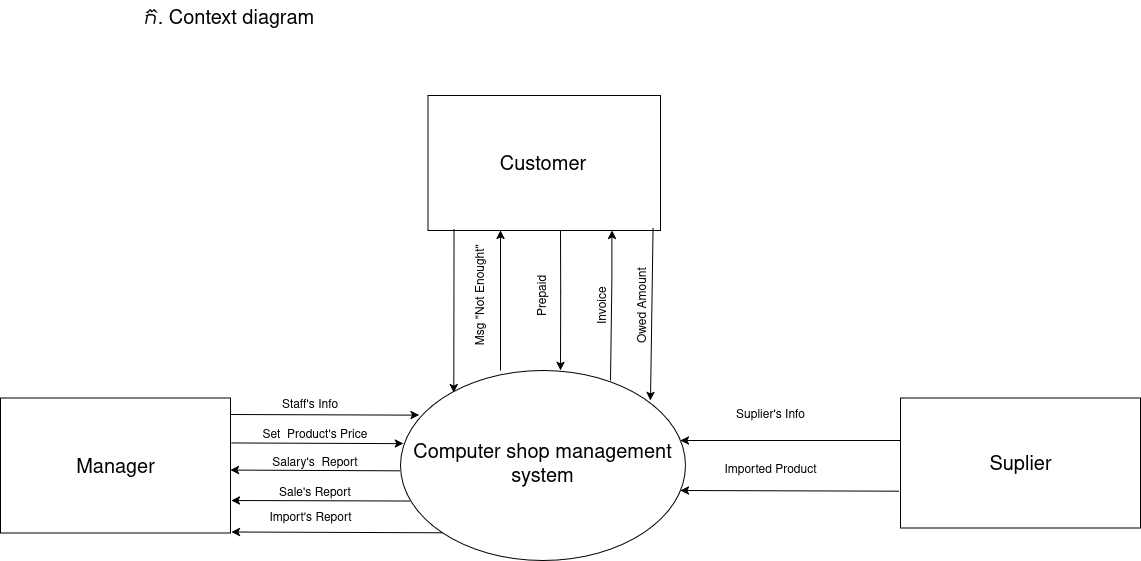 ກ. Context diagram
Customer
Msg "Not Enought"
Prepaid
Invoice
Owed Amount
Staff's Info
Set Product's Price
Salary's Report
Sale's Report
Import's Report
Manager
Computer shop management
system
Suplier's Info
Imported Product
Suplier